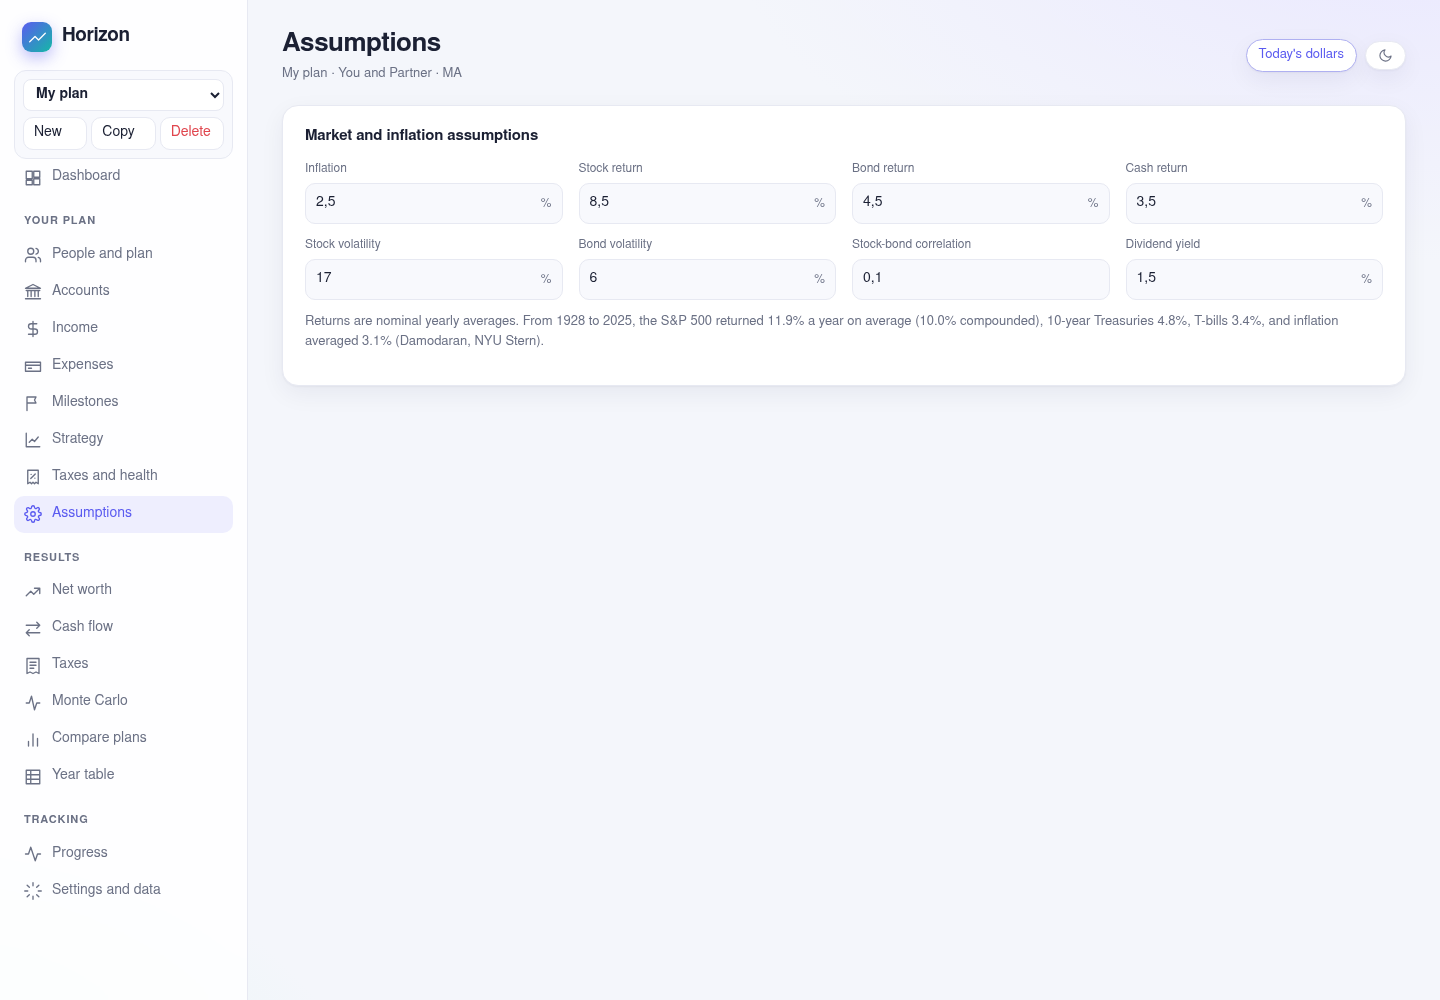 Horizon
My plan
New
Copy
Delete
Dashboard
YOUR PLAN
People and plan
Accounts
Income
Expenses
Milestones
Strategy
Taxes and health
Assumptions
RESULTS
Net worth
Cash flow
Taxes
Monte Carlo
Compare plans
Year table
TRACKING
Progress
Settings and data
Assumptions
My plan · You and Partner · MA
Today's dollars
Market and inflation assumptions
Inflation
2,5 %
Stock return
8,5 %
Bond return
4,5 %
Cash return
3,5 %
Stock volatility
17 %
Bond volatility
6 %
Stock-bond correlation
0,1
Dividend yield
1,5 %
Returns are nominal yearly averages. From 1928 to 2025, the S&P 500 returned 11.9% a year on average (10.0% compounded), 10-year Treasuries 4.8%, T-bills 3.4%, and inflation
averaged 3.1% (Damodaran, NYU Stern).